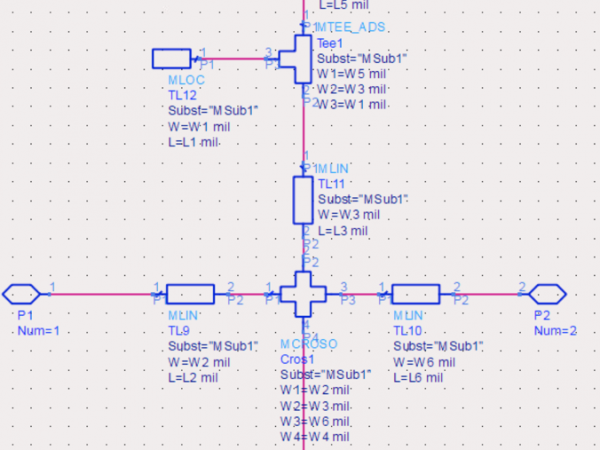 L=L5 mil
1
P1
MTEE_ADS
Tee1
Subst="MSub1"
W1=W5 mil
W2=W3 mil
W3=W1 mil
3
2
P2
1
P1
MLOC
TL12
Subst="MSub1"
W=W1 mil
L=L1 mil
1
P1
MLIN
TL11
Subst="MSub1"
W=W3 mil
L=L3 mil
2
P2
2
P2
1
P1
Num=1
1
P1
2
P2
MLIN
TL9
Subst="MSub1"
W=W2 mil
L=L2 mil
1
P1
3
P3
4
P4
MCROSO
Cros1
Subst="MSub1"
W1=W2 mil
W2=W3 mil
W3=W6 mil
W4=W4 mil
1
P1
2
P2
MLIN
TL10
Subst="MSub1"
W=W6 mil
L=L6 mil
2
P2
Num=2